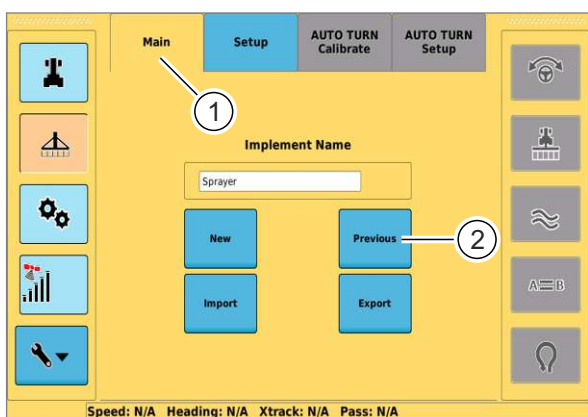 Main
Setup
AUTO TURN
Calibrate
AUTO TURN
Setup
1
Implement Name
Sprayer
New
Previous
2
Import
Export
A=B
Speed: N/A Heading: N/A Xtrack: N/A Pass: N/A